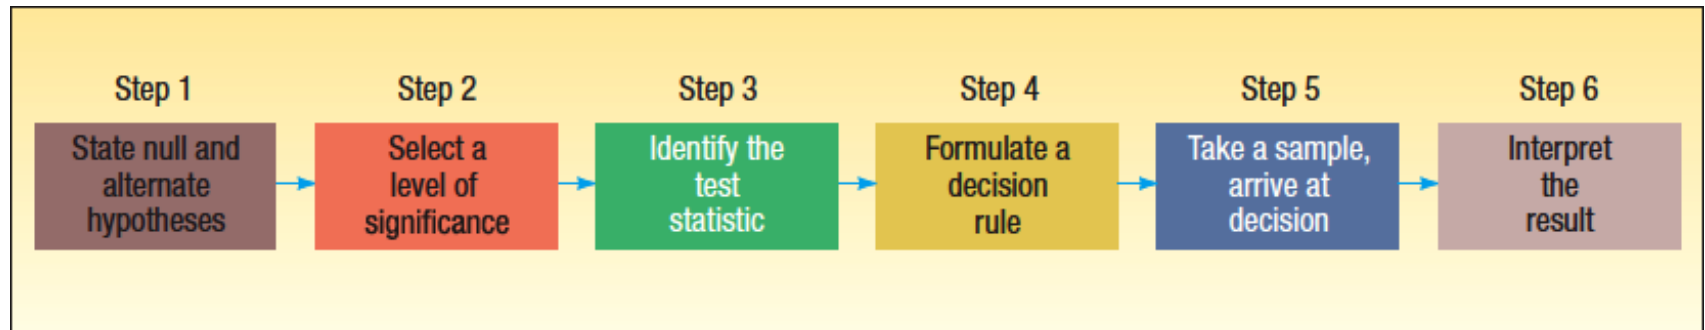 Step 1
State null and
alternate
hypotheses
Step 2
Select a
level of
significance
Step 3
Identify the
test
statistic
Step 4
Formulate a
decision
rule
Step 5
Take a sample,
arrive at
decision
Step 6
Interpret
the
result